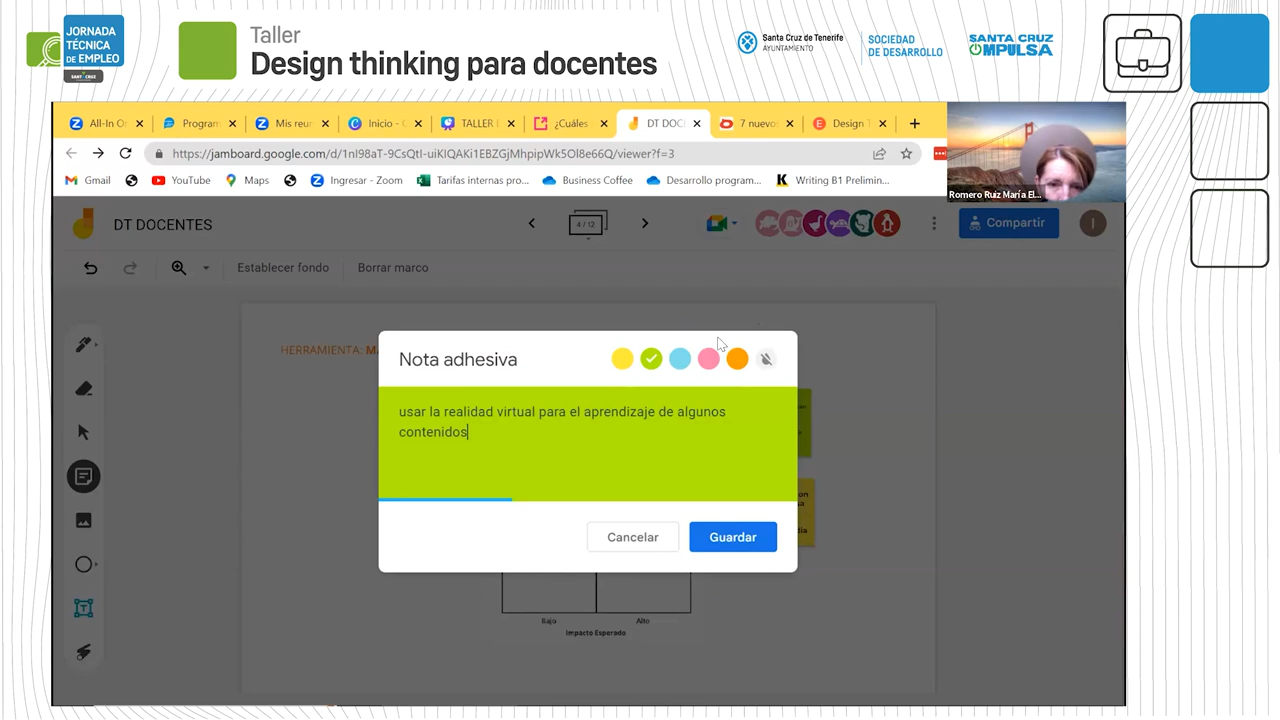 JORNADA
TÉCNICA
DE EMPLEO
Taller
Design thinking para docentes
Santa Cruz de Tenerife
AYUNTAMIENTO
SOCIEDAD
DE DESARROLLO
SANTA CRUZ
OMPULSA
All-In O
Program
Mis reu
Inicio - C
TALLER I
¿Cuáles
DT DOC
7 nuevo
Design T
https://jamboard.google.com/d/1nI98aT-9CsQtI-uiKIQAKi1EBZGjMhpipWk5Ol8e66Q/viewer?f=3
Gmail
YouTube
Maps
Ingresar - Zoom
Tarifas internas pro...
Business Coffee
Desarrollo program...
Writing B1 Prelimin...
Romero Ruiz María El...
DT DOCENTES
4 / 12
Compartir
I
Establecer fondo
Borrar marco
HERRAMIENTA: MA
Nota adhesiva
usar la realidad virtual para el aprendizaje de algunos
contenidos
Cancelar
Guardar
Bajo
Alto
Impacto Esperado